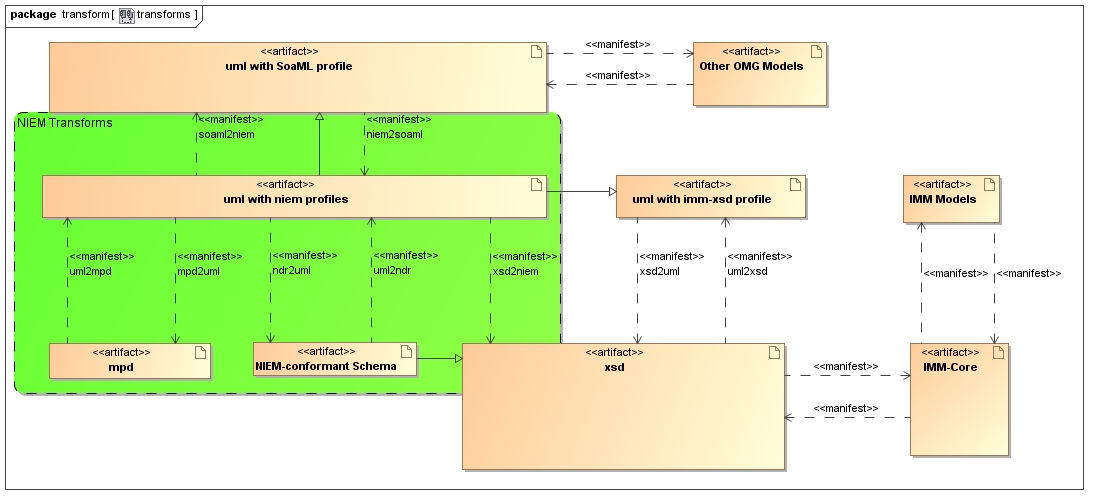 package transform[ transforms ]
<<artifact>>
uml with SoaML profile
<<manifest>>
<<manifest>>
<<artifact>>
Other OMG Models
NIEM Transforms
<<manifest>>
soaml2niem
<<manifest>>
niem2soaml
<<artifact>>
uml with niem profiles
<<artifact>>
uml with imm-xsd profile
<<artifact>>
IMM Models
<<manifest>>
uml2mpd
<<manifest>>
mpd2uml
<<manifest>>
ndr2uml
<<manifest>>
uml2ndr
<<manifest>>
xsd2niem
<<manifest>>
xsd2uml
<<manifest>>
uml2xsd
<<manifest>>
<<manifest>>
<<artifact>>
mpd
<<artifact>>
NIEM-conformant Schema
<<artifact>>
xsd
<<manifest>>
<<manifest>>
<<artifact>>
IMM-Core